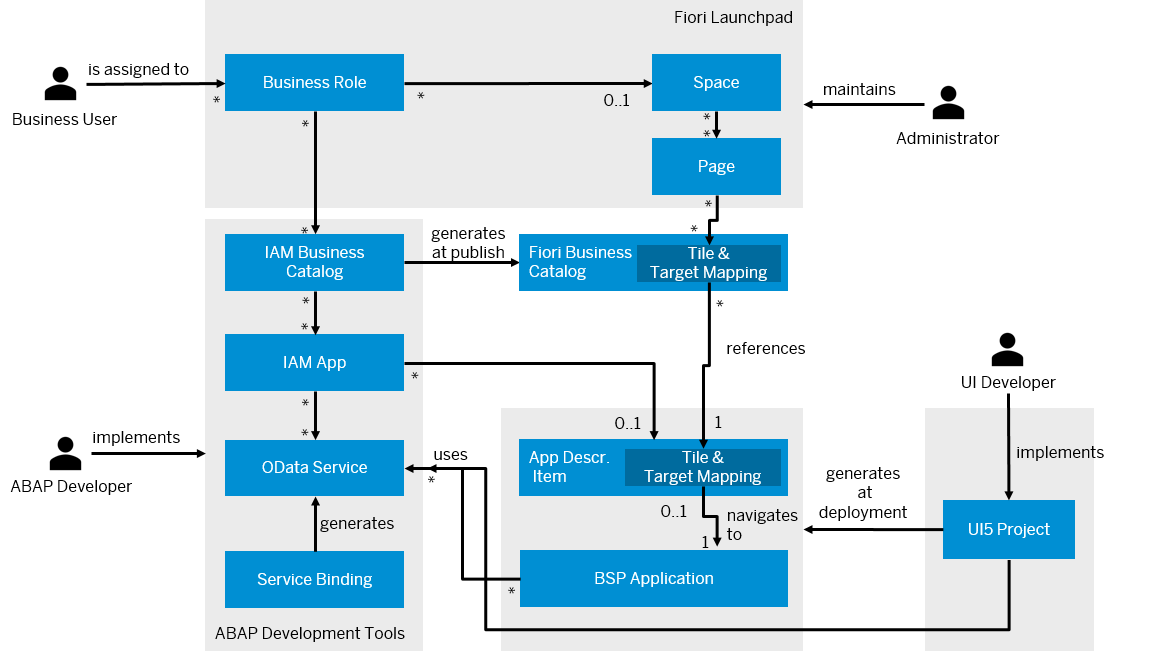 Fiori Launchpad
is assigned to
Business User
*
Business Role
*
0..1
Space
maintains
Administrator
*
*
*
Page
*
*
*
generates
at publish
IAM Business
Catalog
Fiori Business
Catalog
Tile &
Target Mapping
*
*
*
references
IAM App
*
UI Developer
*
*
0..1
1
implements
ABAP Developer
OData Service
uses
*
App Descr.
Item
Tile &
Target Mapping
implements
generates
at
deployment
0..1
navigates
to
1
generates
UI5 Project
Service Binding
*
BSP Application
ABAP Development Tools